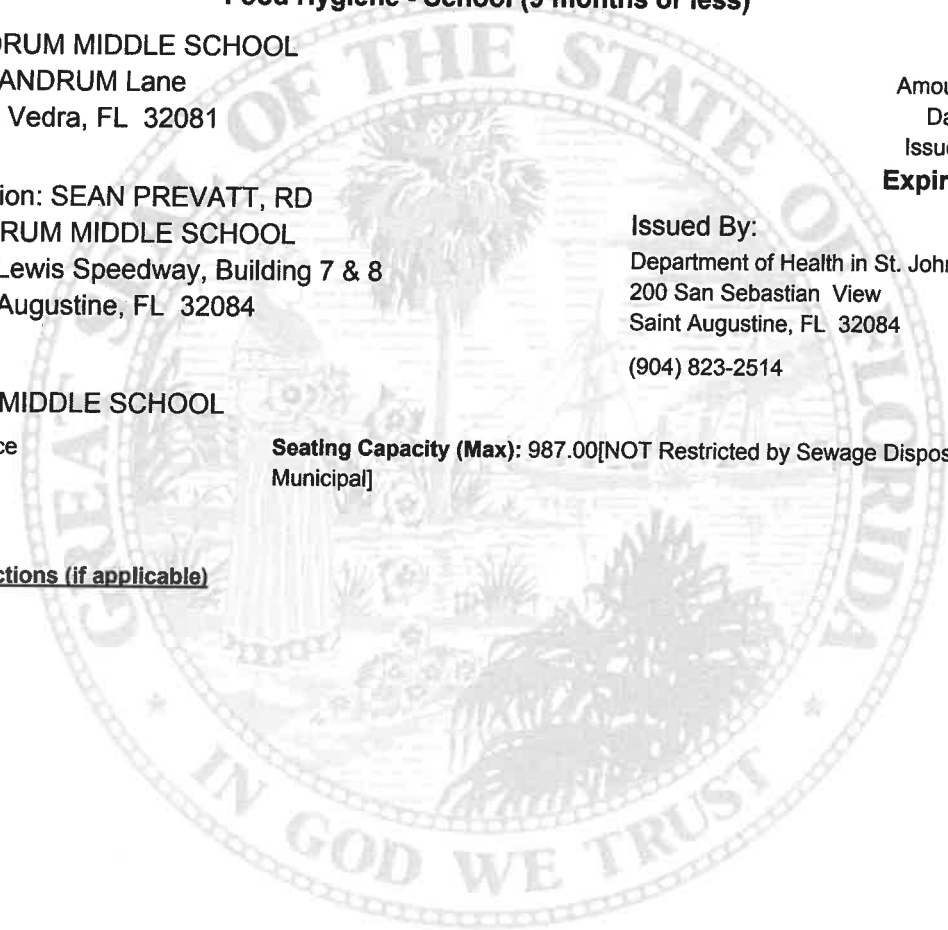 Food Hygiene - School (9 months or less)
DRUM MIDDLE SCHOOL
ANDRUM Lane
Vedra, FL 32081
Amou
Da
Issue
Expir
ion: SEAN PREVATT, RD
RUM MIDDLE SCHOOL
Lewis Speedway, Building 7 & 8
Augustine, FL 32084
Issued By:
Department of Health in St. John
200 San Sebastian View
Saint Augustine, FL 32084
(904) 823-2514
MIDDLE SCHOOL
ce
Seating Capacity (Max): 987.00[NOT Restricted by Sewage Dispos
Municipal]
ctions (if applicable)
GREAT SEAL OF THE STATE OF FLORIDA
IN GOD WE TRUST